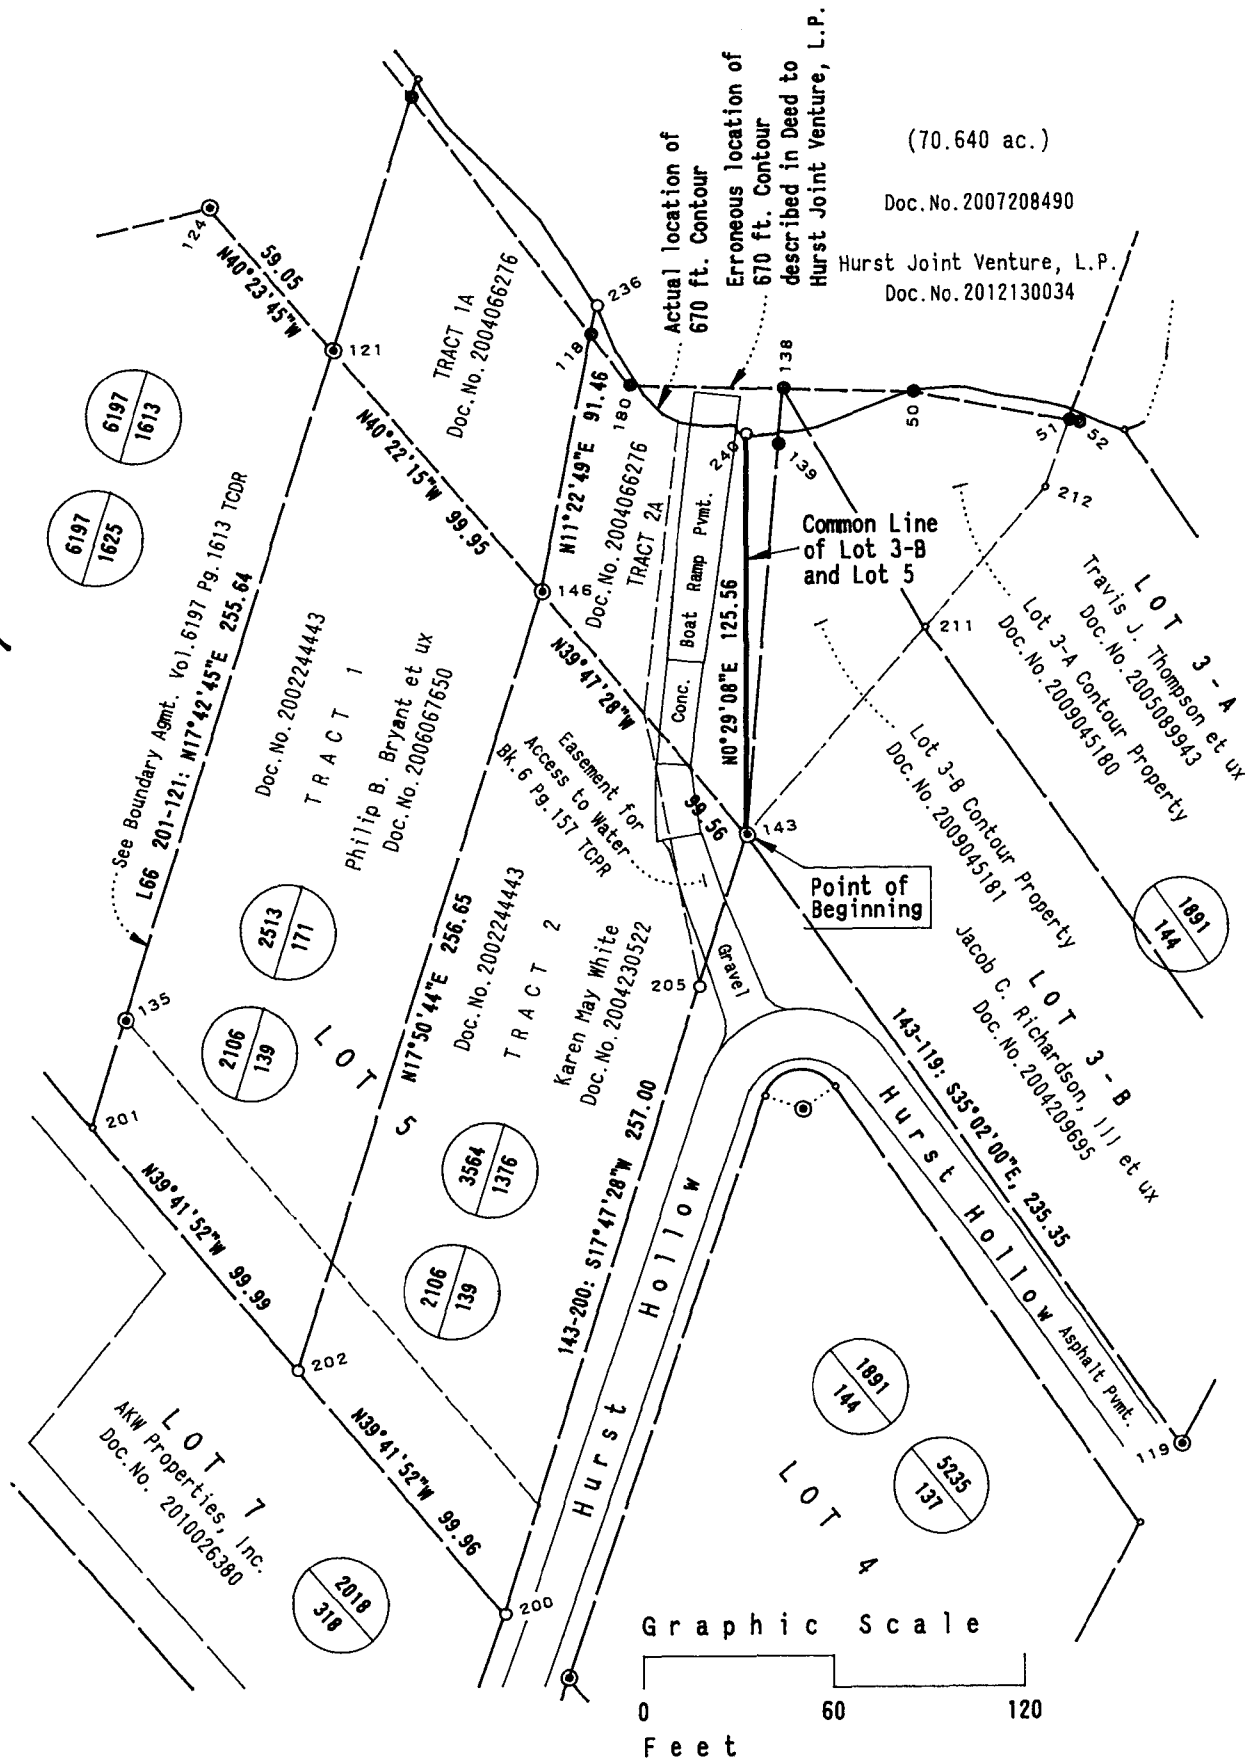 Actual location of
670 ft. Contour
Erroneous location of
670 ft. Contour
described in Deed to
Hurst Joint Venture, L.P.
(70.640 ac.)
Doc.No.2007208490
Hurst Joint Venture, L.P.
Doc.No.2012130034
124
59.05
N40°23'45"W
121
TRACT 1A
Doc.No.2004066276
236
118
180
138
50
51
52
139
240
212
211
6197
1613
6197
1625
N40°22'15"W 99.95
N11°22'49"E 91.46
Doc.No.2004066276
TRACT 2A
Conc. Boat Ramp Pvmt.
N0°29'08"E 125.56
Common Line
of Lot 3-B
and Lot 5
146
N39°47'28"W
99.56
143
Point of
Beginning
See Boundary Agmt. Vol.6197 Pg.1613 TCDR
L66 201-121: N17°42'45"E 255.64
Doc.No.2002244443
TRACT 1
Philip B. Bryant et ux
Doc.No.2006067650
Easement for
Access to Water
Bk.6 Pg.157 TCPR
LOT 3-A
Travis J. Thompson et ux
Doc.No.2005089943
Lot 3-A Contour Property
Doc.No.2009045180
Lot 3-B Contour Property
Doc.No.2009045181
1891
144
LOT 3-B
Jacob C. Richardson, III et ux
Doc.No.2004209695
143-119: S35°02'00"E, 235.35
2513
171
2106
139
LOT 5
135
201
N17°50'44"E 256.65
Doc.No.2002244443
TRACT 2
Karen May White
Doc.No.2004230522
205
Gravel
3564
1376
2106
139
143-200: S17°47'28"W 257.00
Hurst Hollow
Hurst Hollow Asphalt Pvmt.
119
N39°41'52"W 99.99
202
N39°41'52"W 99.96
200
LOT 7
AKW Properties, Inc.
Doc.No. 2010026380
2018
318
1891
144
5235
137
LOT 4
Graphic Scale
0 60 120
Feet